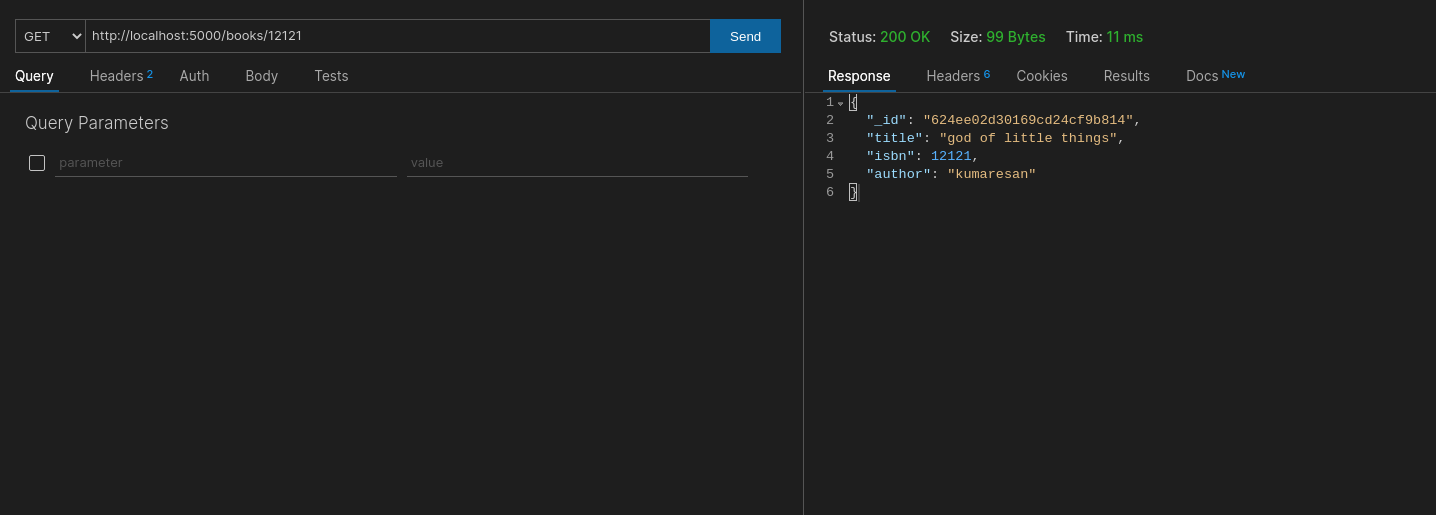 GET http://localhost:5000/books/12121 Send
Query Headers 2 Auth Body Tests
Query Parameters
parameter value
Status: 200 OK Size: 99 Bytes Time: 11 ms
Response Headers 6 Cookies Results Docs New
1 {
2 "_id": "624ee02d30169cd24cf9b814",
3 "title": "god of little things",
4 "isbn": 12121,
5 "author": "kumaresan"
6 }